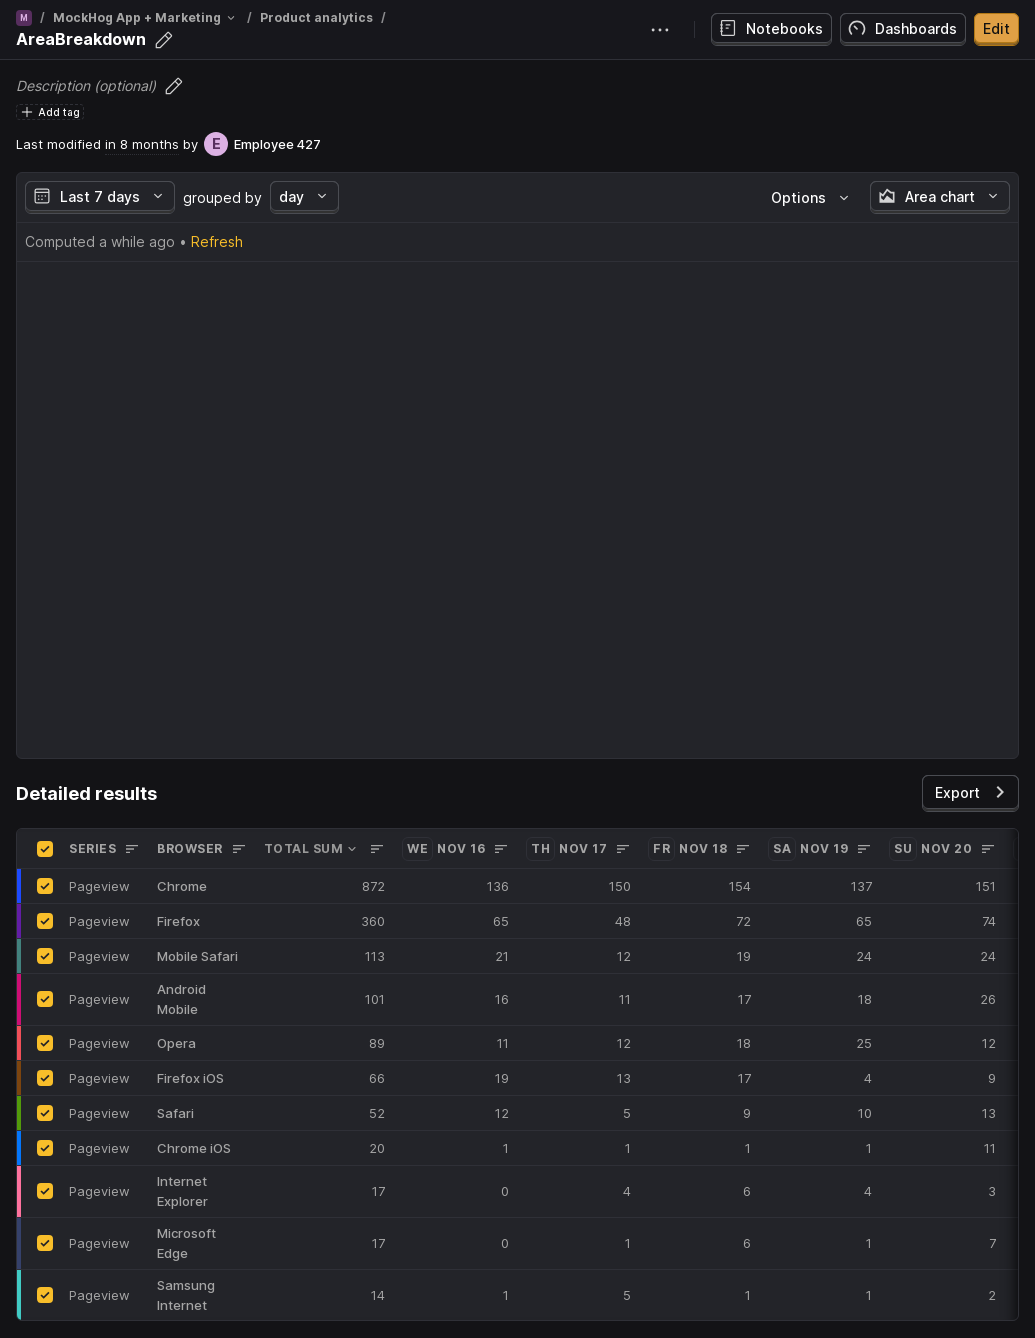 M / MockHog App + Marketing / Product analytics /
AreaBreakdown
Notebooks Dashboards Edit
Description (optional)
Add tag
Last modified in 8 months by E Employee 427
Last 7 days grouped by day Options Area chart
Computed a while ago • Refresh
Detailed results Export
SERIES BROWSER TOTAL SUM WE NOV 16 TH NOV 17 FR NOV 18 SA NOV 19 SU NOV 20
Pageview Chrome 872 136 150 154 137 151
Pageview Firefox 360 65 48 72 65 74
Pageview Mobile Safari 113 21 12 19 24 24
Pageview Android Mobile 101 16 11 17 18 26
Pageview Opera 89 11 12 18 25 12
Pageview Firefox iOS 66 19 13 17 4 9
Pageview Safari 52 12 5 9 10 13
Pageview Chrome iOS 20 1 1 1 1 11
Pageview Internet Explorer 17 0 4 6 4 3
Pageview Microsoft Edge 17 0 1 6 1 7
Pageview Samsung Internet 14 1 5 1 1 2